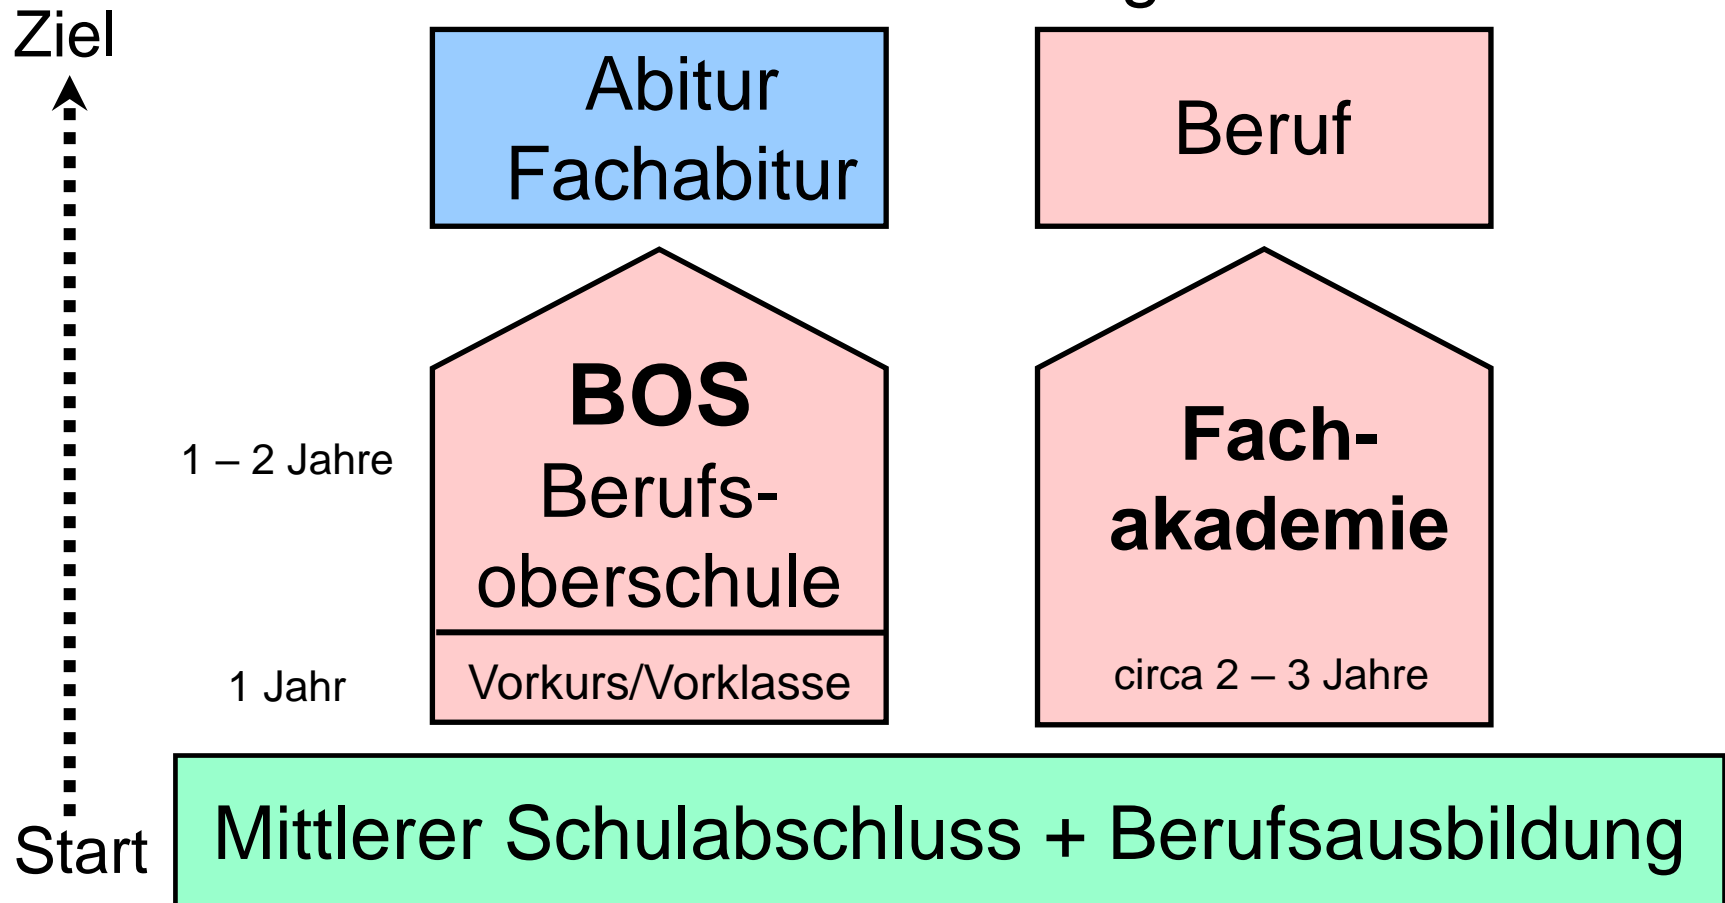 Ziel
Abitur
Fachabitur
Beruf
BOS
Berufs-
oberschule
1 – 2 Jahre
Fach-
akademie
1 Jahr
Vorkurs/Vorklasse
circa 2 – 3 Jahre
Start
Mittlerer Schulabschluss + Berufsausbildung